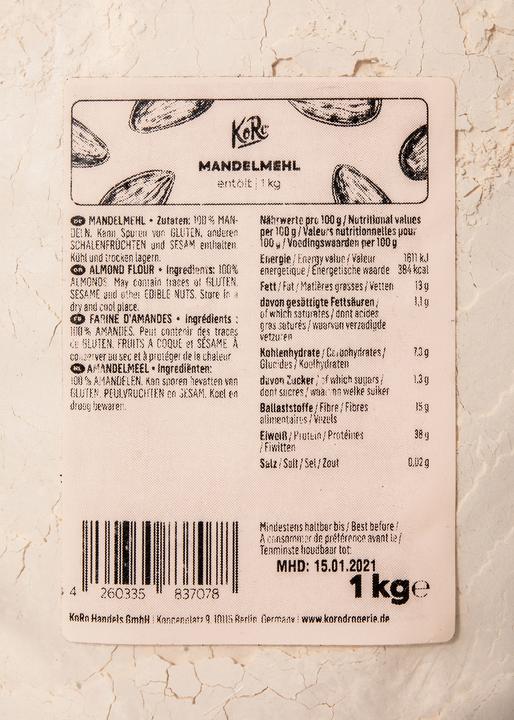 KoRo
MANDELMEHL
entölt | 1 kg
DE MANDELMEHL • Zutaten: 100 % MAN-
DELN. Kann Spuren von GLUTEN, anderen
SCHALENFRÜCHTEN und SESAM enthalten.
Kühl und trocken lagern.
GB ALMOND FLOUR • Ingredients: 100%
ALMONDS. May contain traces of GLUTEN,
SESAME and other EDIBLE NUTS. Store in a
dry and cool place.
FR FARINE D'AMANDES • ingrédients :
100 % AMANDES. Peut contenir des traces
de GLUTEN, FRUITS À COQUE et SÉSAME. À
conserver au sec et à protéger de la chaleur
NL AMANDELMEEL • Ingrediënten:
100 % AMANDELEN. Kan sporen bevatten van
GLUTEN, PEULVRUCHTEN en SESAM. Koel en
droog bewaren.
Nährwerte pro 100 g / Nutritional values
per 100 g / Valeurs nutritionnelles pour
100 g / Voedingswaarden per 100 g
Energie / Energy value / Valeur 1611 kJ
energétique / Energetische waarde 384 kcal
Fett / Fat / Matières grasses / Vetten 13 g
davon gesättigte Fettsäuren / 1,1 g
of which saturates / dont acides
gras saturés / waarvan verzadigde
vetzuren
Kohlenhydrate / Carbohydrates / 7,3 g
Glucides / Koolhydraten
davon Zucker / of which sugars / 1,3 g
dont sucres / waarvan welke suiker
Ballaststoffe / Fibre / Fibres 15 g
alimentaires / Vezels
Eiweiß / Protein / Protéines 38 g
/ Eiwitten
Salz / Salt / Sel / Zout 0,02 g
Mindestens haltbar bis / Best before /
À consommer de préférence avant le /
Tenminste houdbaar tot:
MHD: 15.01.2021
1 kg e
4 260335 837078
KoRo Handels GmbH | Koppenplatz 9, 10115 Berlin, Germany | www.korodrogerie.de